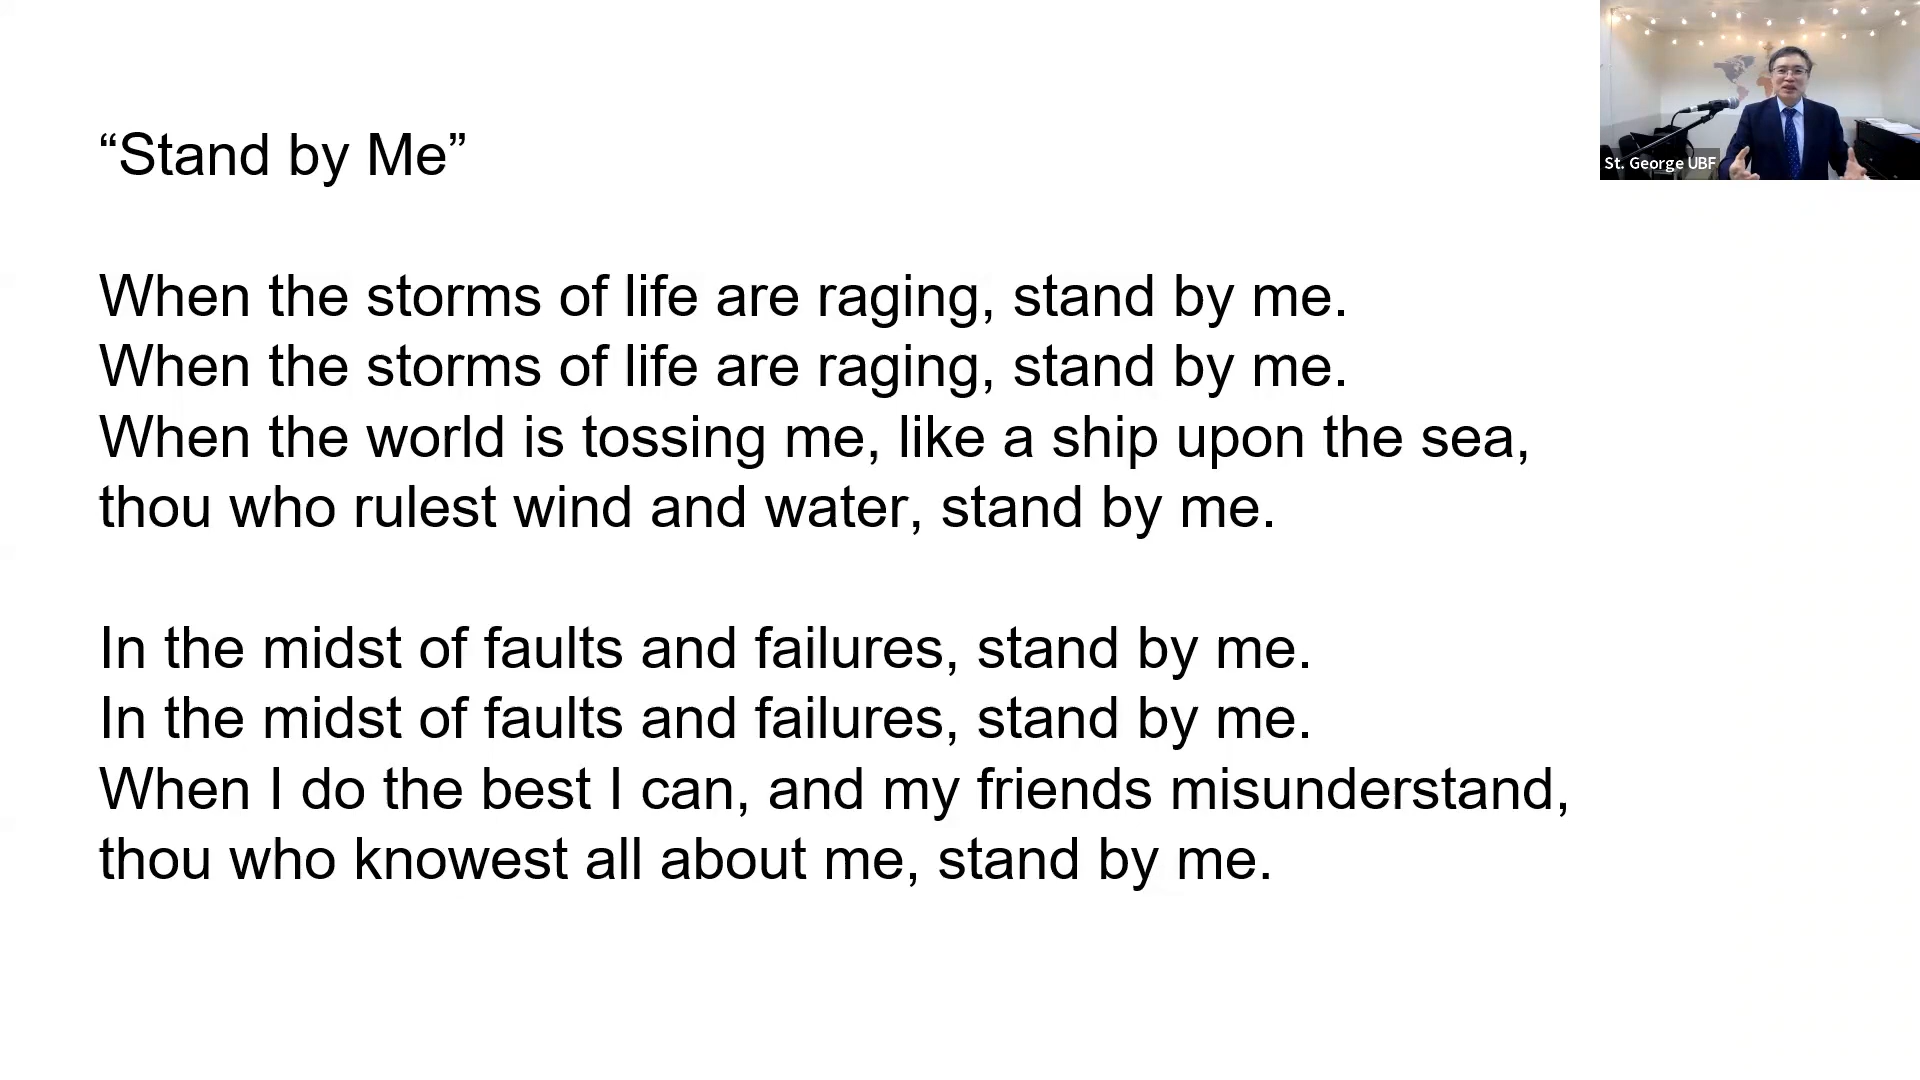 “Stand by Me”
When the storms of life are raging, stand by me.
When the storms of life are raging, stand by me.
When the world is tossing me, like a ship upon the sea,
thou who rulest wind and water, stand by me.
In the midst of faults and failures, stand by me.
In the midst of faults and failures, stand by me.
When I do the best I can, and my friends misunderstand,
thou who knowest all about me, stand by me.
St. George UBF